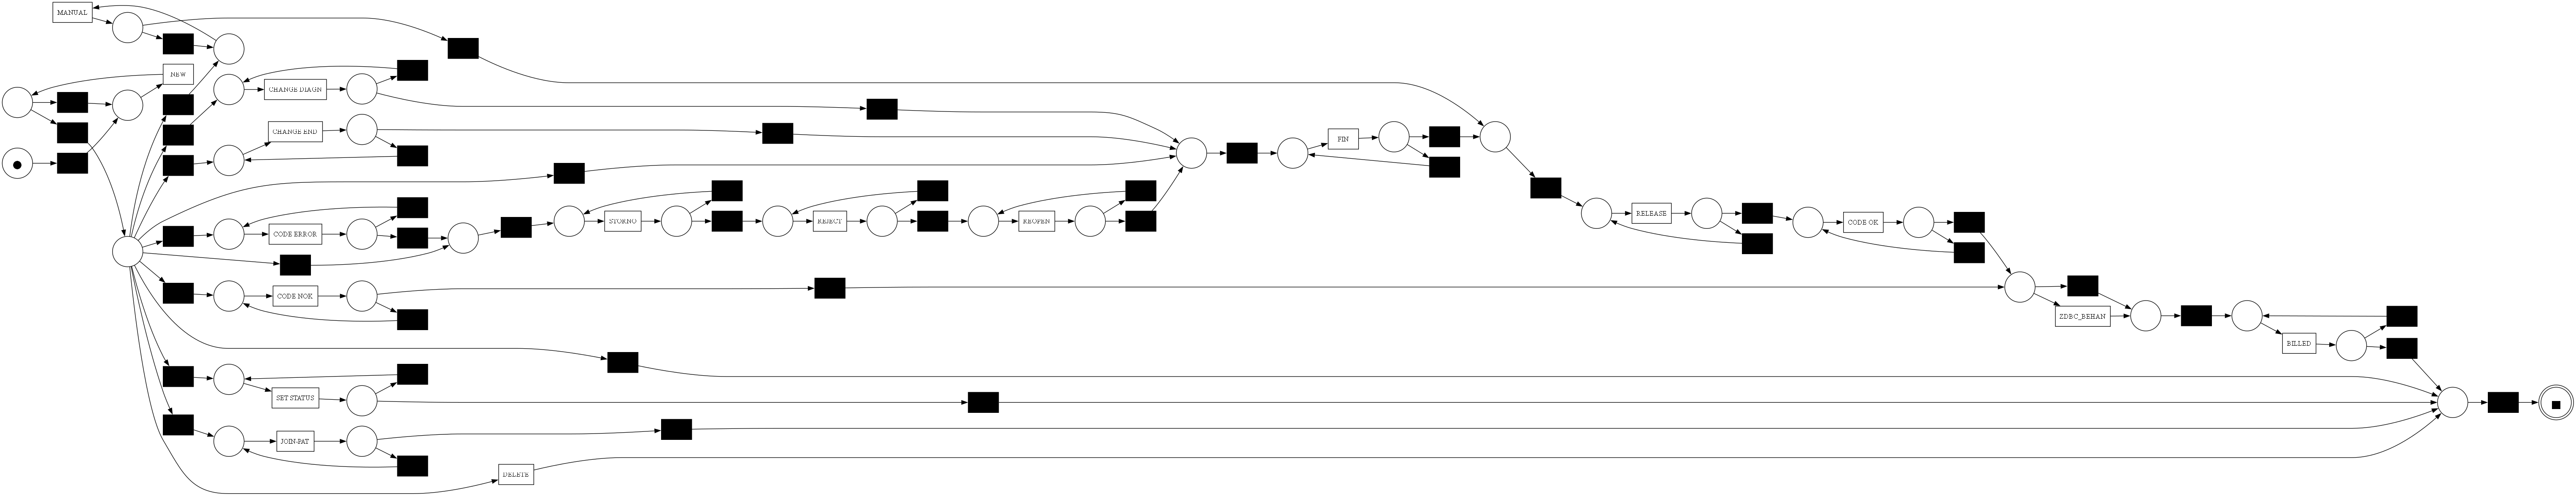 MANUAL
NEW
CHANGE DIAGN
CHANGE END
FIN
STORNO
REJECT
REOPEN
RELEASE
CODE OK
CODE ERROR
CODE NOK
ZDBC_BEHAN
BILLED
SET STATUS
JOIN-PAT
DELETE